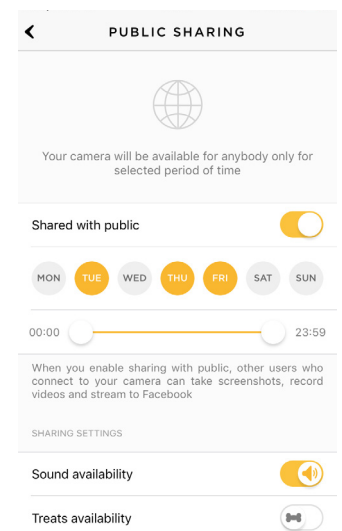 PUBLIC SHARING
Your camera will be available for anybody only for
selected period of time
Shared with public
MON TUE WED THU FRI SAT SUN
00:00 23:59
When you enable sharing with public, other users who
connect to your camera can take screenshots, record
videos and stream to Facebook
SHARING SETTINGS
Sound availability
Treats availability